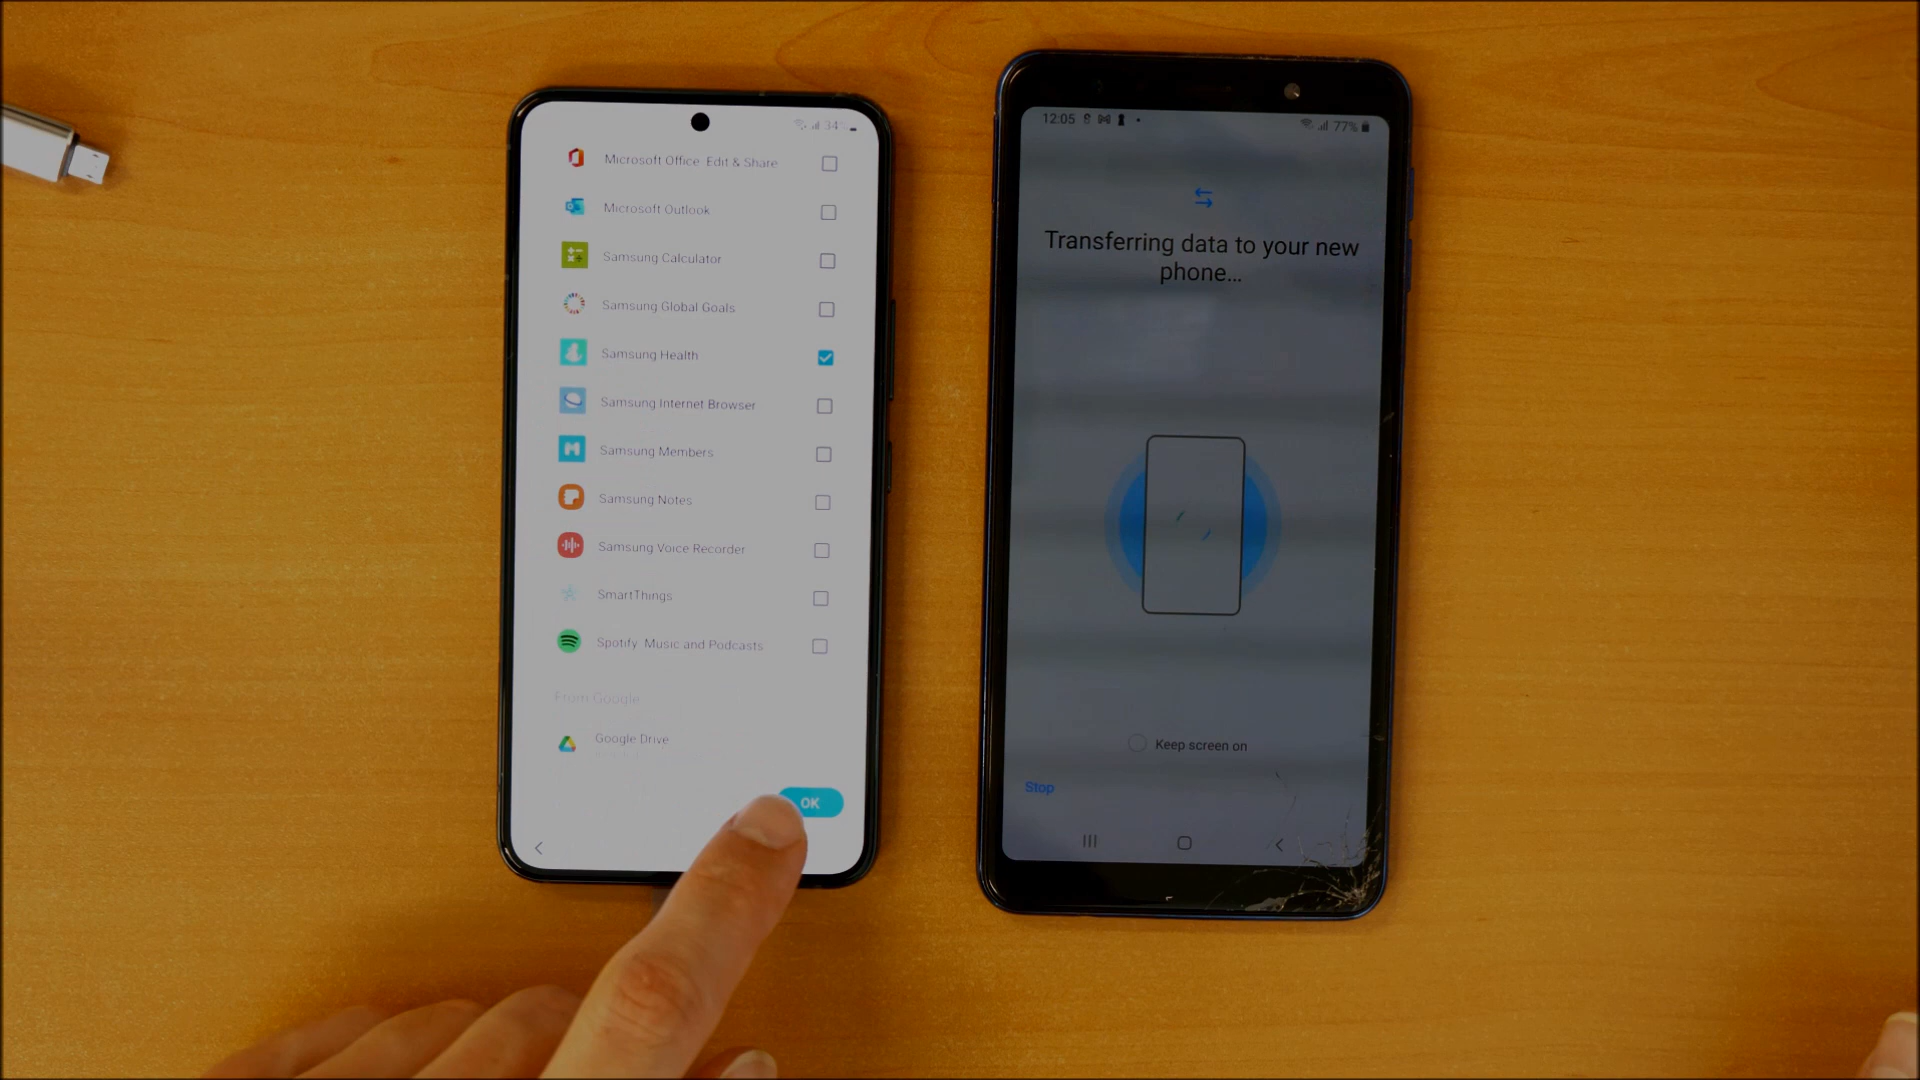 34%
Microsoft Office: Edit & Share
Microsoft Outlook
Samsung Calculator
Samsung Global Goals
Samsung Health
Samsung Internet Browser
Samsung Members
Samsung Notes
Samsung Voice Recorder
SmartThings
Spotify: Music and Podcasts
From Google
Google Drive
OK
12:05
77%
Transferring data to your new
phone...
Keep screen on
Stop